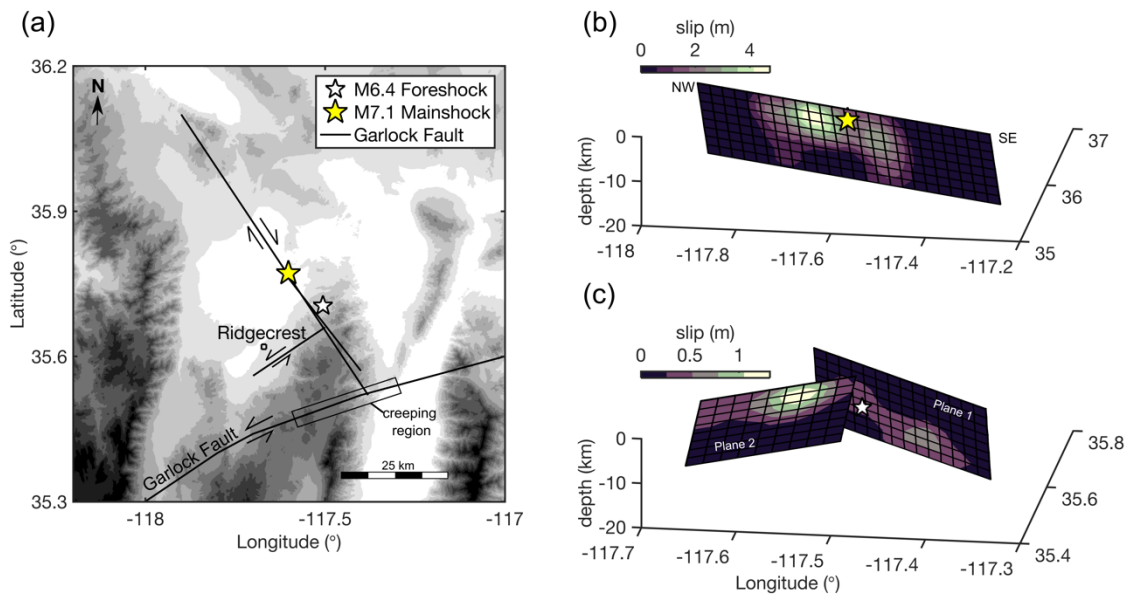 (a)
36.2
35.9
35.6
35.3
Latitude (°)
-118
-117.5
-117
Longitude (°)
N
M6.4 Foreshock
M7.1 Mainshock
Garlock Fault
Ridgecrest
Garlock Fault
creeping
region
25 km
(b)
slip (m)
0 2 4
NW
SE
0
-10
-20
depth (km)
-118
-117.8
-117.6
-117.4
-117.2
37
36
35
(c)
slip (m)
0 0.5 1
Plane 1
Plane 2
0
-10
-20
depth (km)
-117.7
-117.6
-117.5
-117.4
-117.3
Longitude (°)
35.8
35.6
35.4